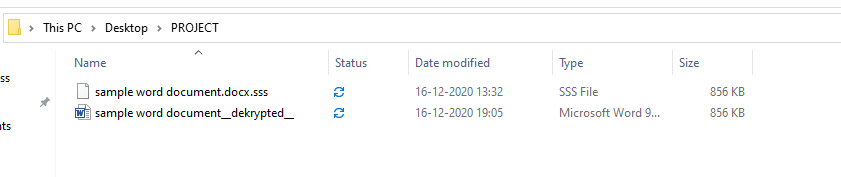 This PC > Desktop > PROJECT
Name Status Date modified Type Size
ss
sample word document.docx.sss 16-12-2020 13:32 SSS File 856 KB
sample word document__dekrypted__ 16-12-2020 19:05 Microsoft Word 9... 856 KB
nts